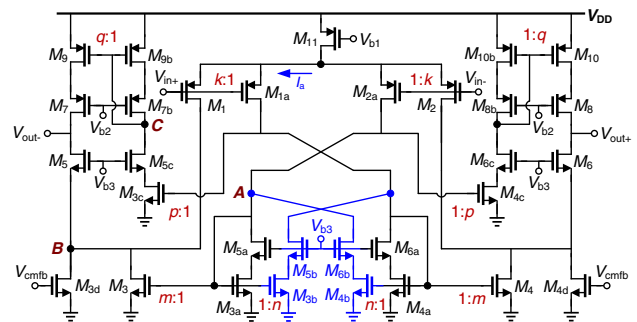 V_DD
M_9 q:1 M_9b M_11 V_b1 M_10b 1:q M_10
I_a
V_in+ k:1 1:k V_in-
M_7 M_7b M_1 M_1a M_2a M_2 M_8b M_8
V_b2 C V_b2
V_out- V_out+
M_5 M_5c M_6c M_6
V_b3 V_b3
M_3c A M_4c
p:1 1:p
B V_b3
M_5a M_6a
M_5b M_6b
V_cmfb V_cmfb
M_3d M_3 M_3b M_4b M_4 M_4d
m:1 M_3a 1:n n:1 M_4a 1:m